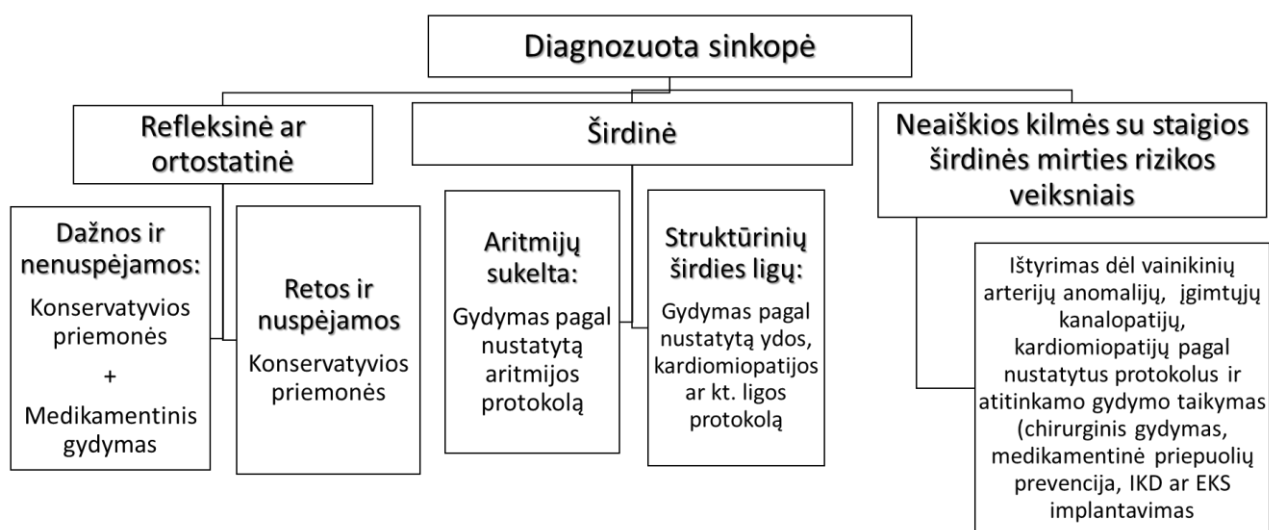 Diagnozuota sinkopė
Refleksinė ar
ortostatinė
Dažnos ir
nenuspėjamos:
Konservatyvios
priemonės
+
Medikamentinis
gydymas
Retos ir
nuspėjamos
Konservatyvios
priemonės
Širdinė
Aritmijų
sukelta:
Gydymas pagal
nustatytą
aritmijos
protokolą
Struktūrinių
širdies ligų:
Gydymas pagal
nustatytą ydos,
kardiomiopatijos
ar kt. ligos
protokolą
Neaiškios kilmės su staigios
širdinės mirties rizikos
veiksniais
Ištyrimas dėl vainikinių
arterijų anomalijų, įgimtųjų
kanalopatijų,
kardiomiopatijų pagal
nustatytus protokolus ir
atitinkamo gydymo taikymas
(chirurginis gydymas,
medikamentinė priepuolių
prevencija, IKD ar EKS
implantavimas